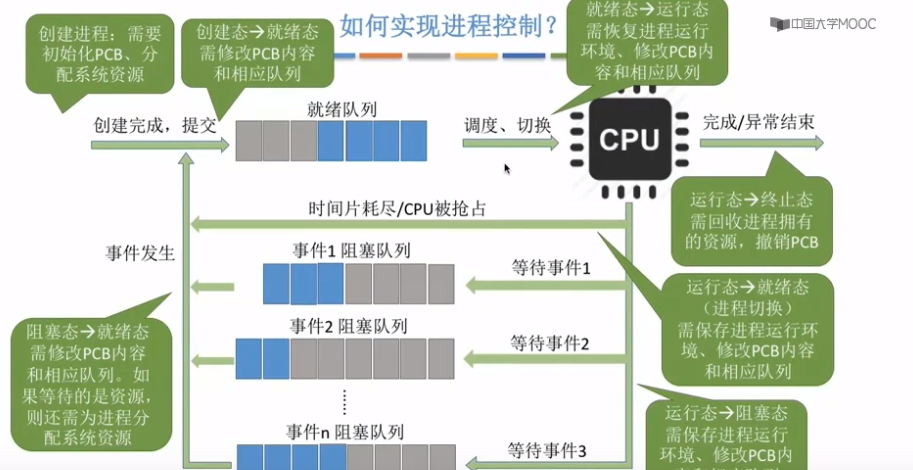 如何实现进程控制？
中国大学MOOC
创建进程：需要
初始化PCB、分
配系统资源
创建态→就绪态
需修改PCB内容
和相应队列
就绪态→运行态
需恢复进程运行
环境、修改PCB内
容和相应队列
创建完成，提交
就绪队列
调度、切换
CPU
完成/异常结束
运行态→终止态
需回收进程拥有
的资源，撤销PCB
时间片耗尽/CPU被抢占
事件发生
事件1 阻塞队列
等待事件1
运行态→就绪态
（进程切换）
需保存进程运行环
境、修改PCB内容
和相应队列
阻塞态→就绪态
需修改PCB内容
和相应队列。如
果等待的是资源，
则还需为进程分
配系统资源
事件2 阻塞队列
等待事件2
......
事件n 阻塞队列
等待事件3
运行态→阻塞态
需保存进程运行
环境、修改PCB内